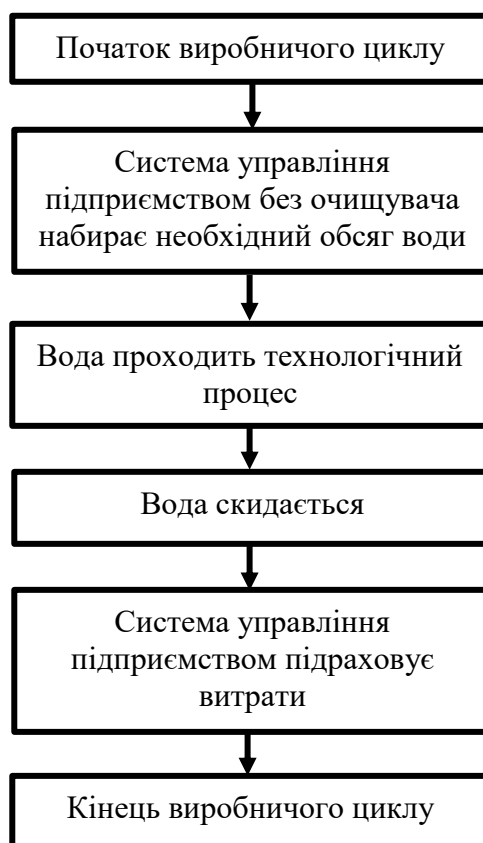 Початок виробничого циклу
Система управління
підприємством без очищувача
набирає необхідний обсяг води
Вода проходить технологічний
процес
Вода скидається
Система управління
підприємством підраховує
витрати
Кінець виробничого циклу